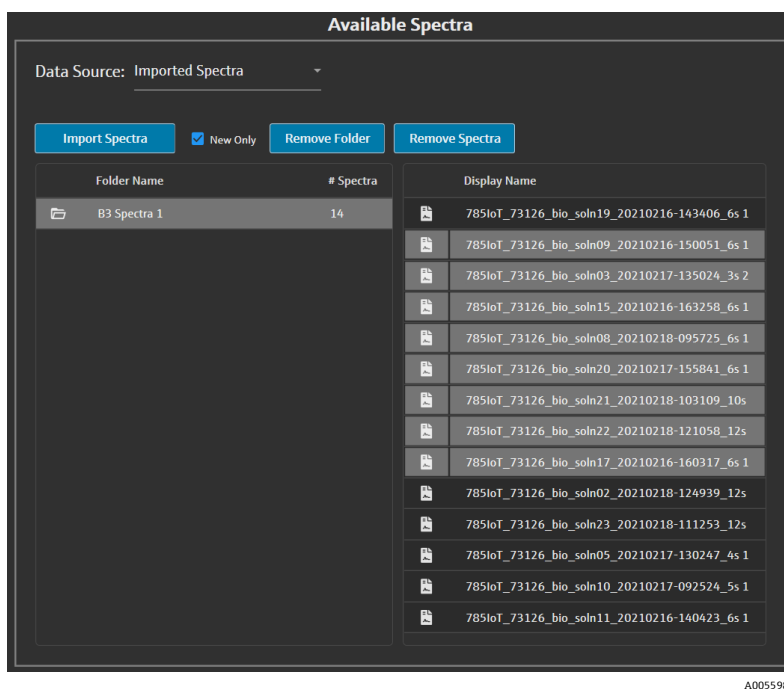 Available Spectra
Data Source: Imported Spectra
Import Spectra New Only Remove Folder Remove Spectra
Folder Name # Spectra Display Name
B3 Spectra 1 14 785IoT_73126_bio_soln19_20210216-143406_6s 1
785IoT_73126_bio_soln09_20210216-150051_6s 1
785IoT_73126_bio_soln03_20210217-135024_3s 2
785IoT_73126_bio_soln15_20210216-163258_6s 1
785IoT_73126_bio_soln08_20210218-095725_6s 1
785IoT_73126_bio_soln20_20210217-155841_6s 1
785IoT_73126_bio_soln21_20210218-103109_10s
785IoT_73126_bio_soln22_20210218-121058_12s
785IoT_73126_bio_soln17_20210216-160317_6s 1
785IoT_73126_bio_soln02_20210218-124939_12s
785IoT_73126_bio_soln23_20210218-111253_12s
785IoT_73126_bio_soln05_20210217-130247_4s 1
785IoT_73126_bio_soln10_20210217-092524_5s 1
785IoT_73126_bio_soln11_20210216-140423_6s 1